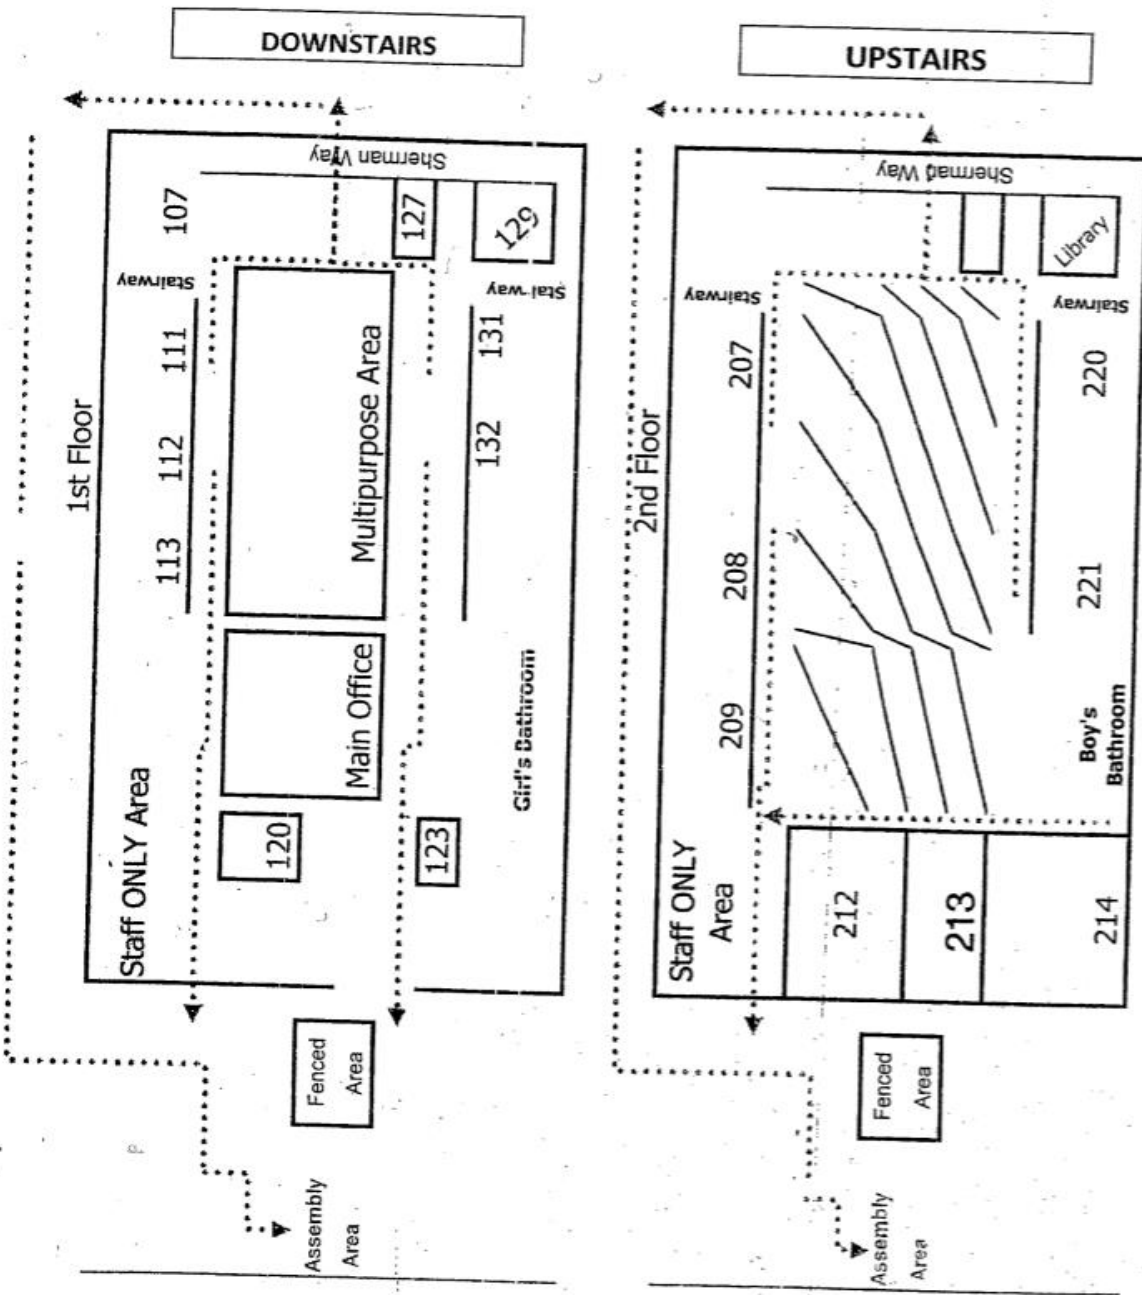 DOWNSTAIRS
1st Floor
Sherman Way
107
127
129
Stairway
Stairway
111
112
113
131
132
Multipurpose Area
Main Office
Girl's Bathroom
Staff ONLY Area
120
123
Fenced
Area
Assembly
Area
UPSTAIRS
2nd Floor
Sherman Way
Library
Stairway
Stairway
207
208
209
220
221
Boy's
Bathroom
Staff ONLY
Area
212
213
214
Fenced
Area
Assembly
Area